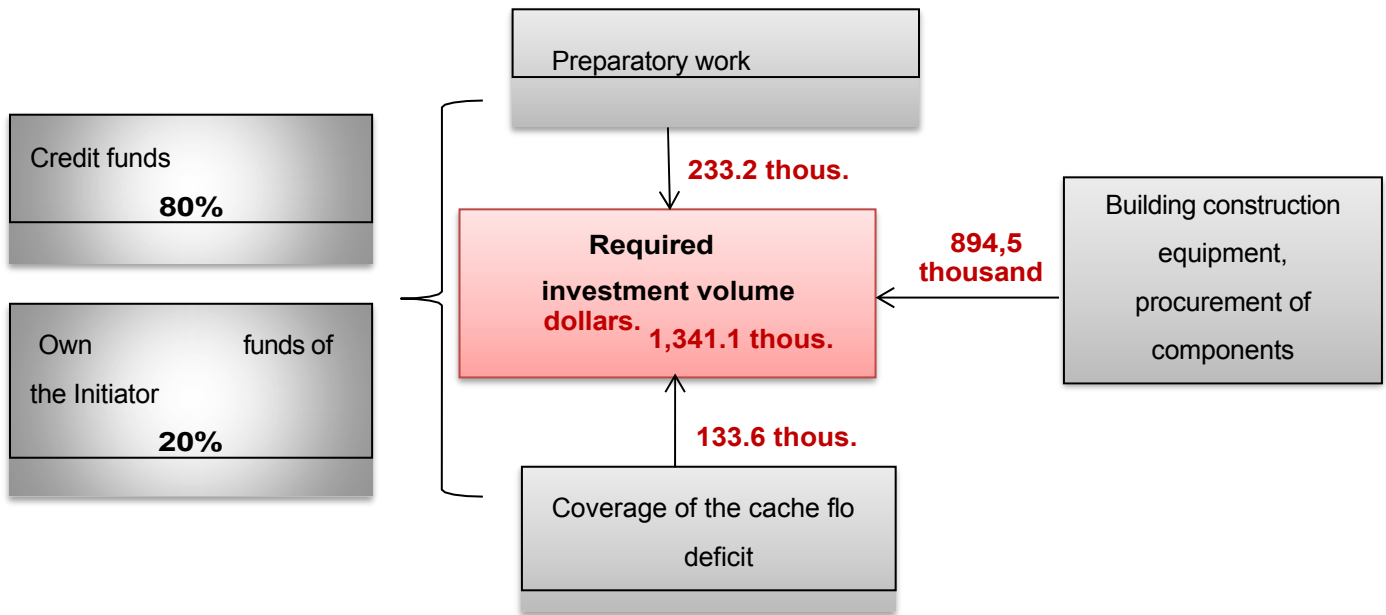 Preparatory work
Credit funds
80%
233.2 thous.
Building construction
equipment,
procurement of
components
894,5
thousand
Required
investment volume
dollars. 1,341.1 thous.
Own funds of
the Initiator
20%
133.6 thous.
Coverage of the cache flo
deficit